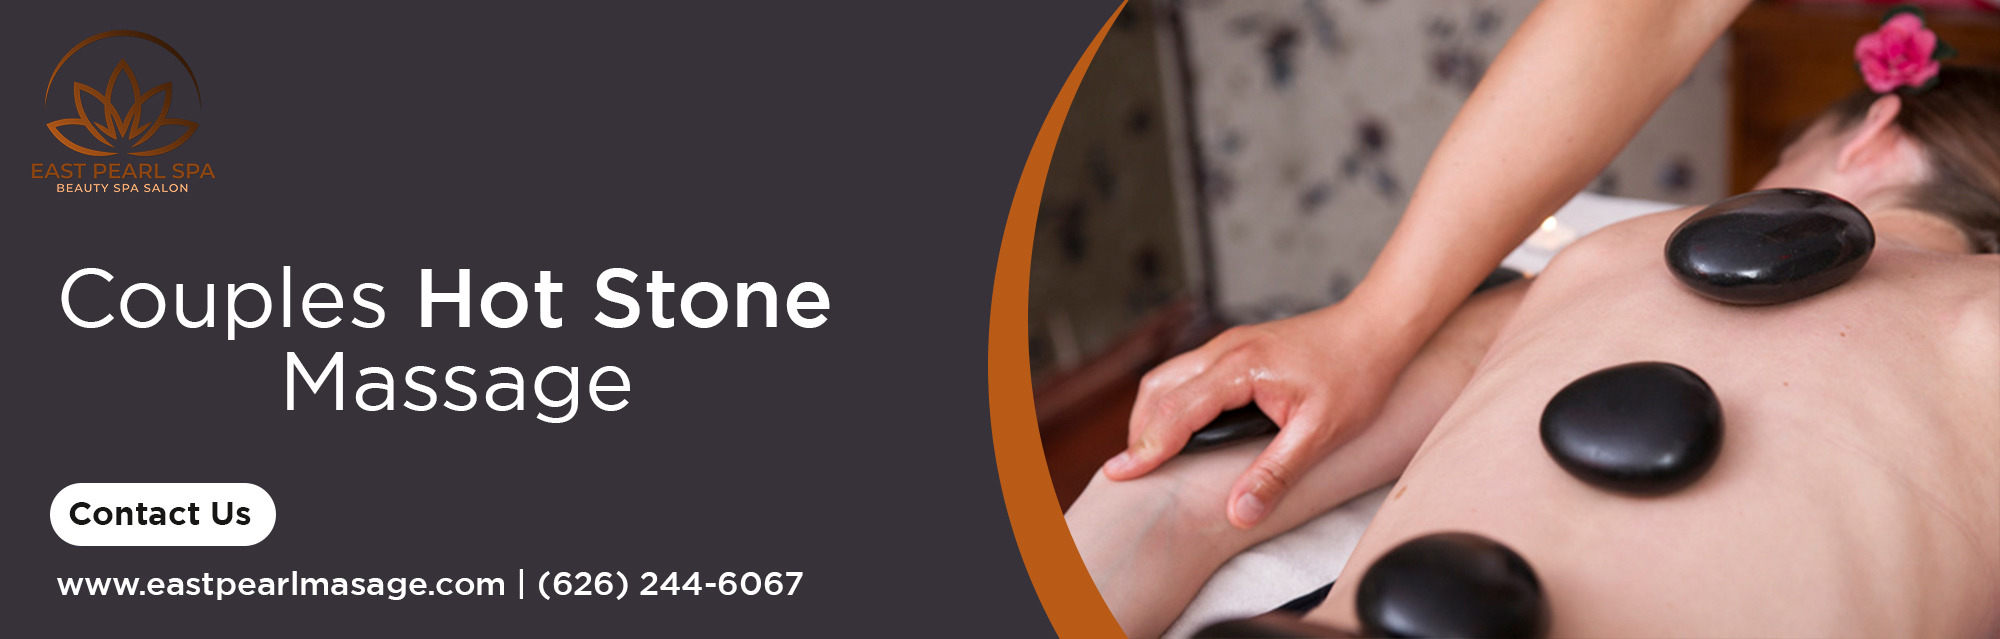 EAST PEARL SPA
BEAUTY SPA SALON
Couples Hot Stone
Massage
Contact Us
www.eastpearlmasage.com | (626) 244-6067